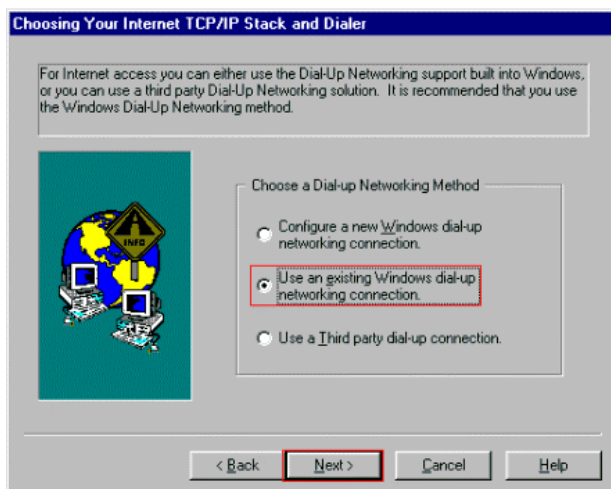 Choosing Your Internet TCP/IP Stack and Dialer
For Internet access you can either use the Dial-Up Networking support built into Windows,
or you can use a third party Dial-Up Networking solution. It is recommended that you use
the Windows Dial-Up Networking method.
Choose a Dial-up Networking Method
Configure a new Windows dial-up
networking connection.
INFO
Use an existing Windows dial-up
networking connection.
Use a Third party dial-up connection.
< Back
Next >
Cancel
Help